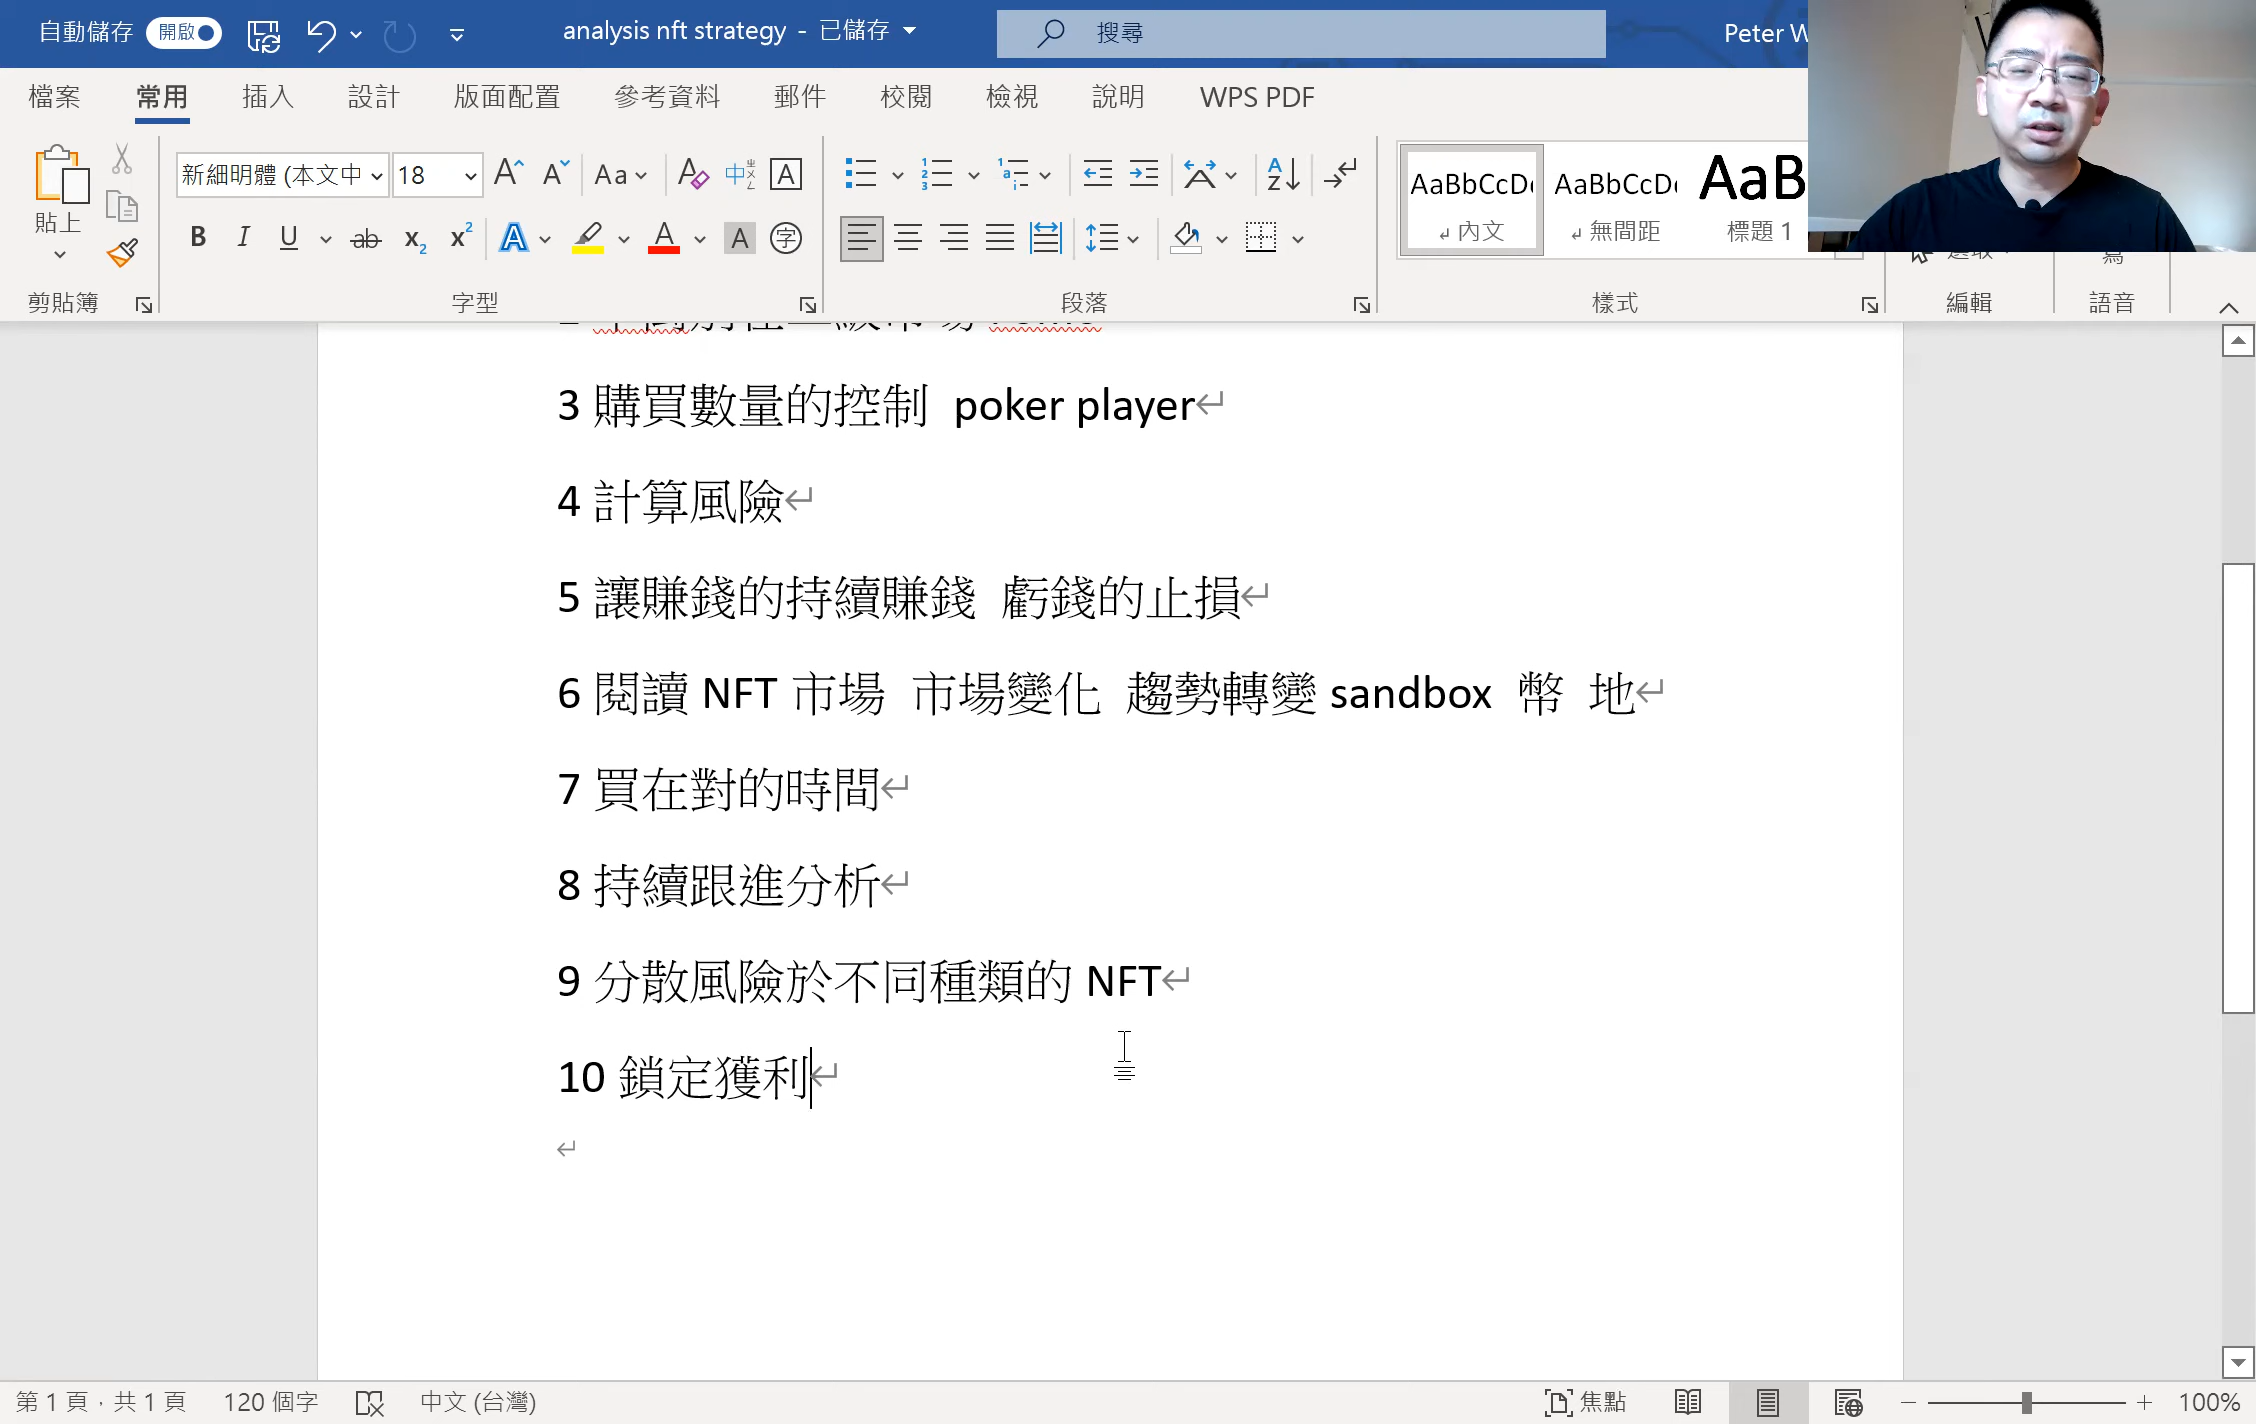 自動儲存 開啟 analysis nft strategy - 已儲存 搜尋 Peter W
檔案 常用 插入 設計 版面配置 參考資料 郵件 校閱 檢視 說明 WPS PDF
貼上 新細明體 (本文中 18
AaBbCcD AaBbCcD AaB
內文 無間距 標題 1
剪貼簿 字型 段落 樣式 編輯 語音
3 購買數量的控制 poker player
4 計算風險
5 讓賺錢的持續賺錢 虧錢的止損
6 閱讀 NFT 市場 市場變化 趨勢轉變 sandbox 幣 地
7 買在對的時間
8 持續跟進分析
9 分散風險於不同種類的 NFT
10 鎖定獲利
第 1 頁，共 1 頁 120 個字 中文 (台灣) 焦點 100%